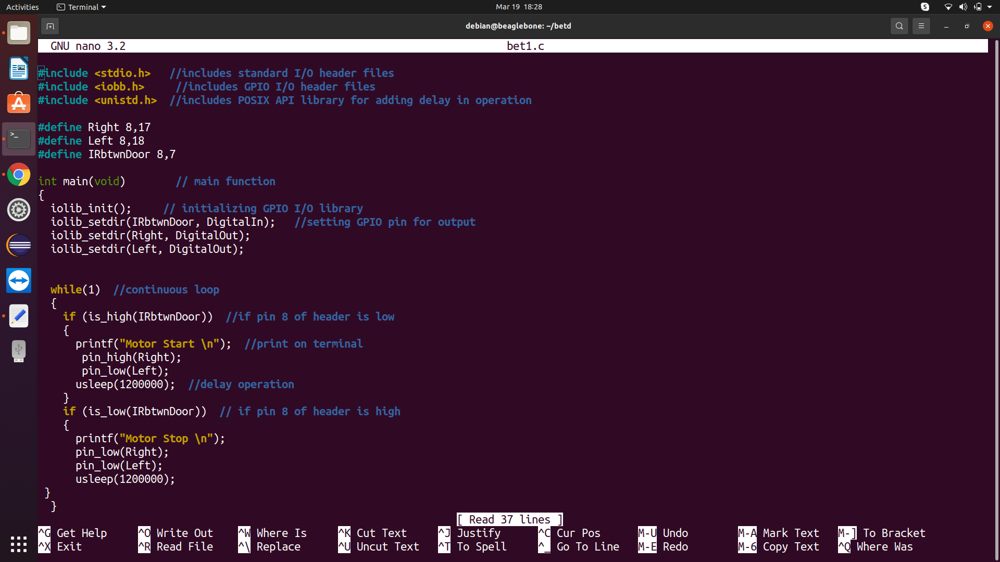 Activities Terminal Mar 19 18:28
debian@beaglebone: ~/betd
GNU nano 3.2 bet1.c
#include <stdio.h>   //includes standard I/O header files
#include <iobb.h>     //includes GPIO I/O header files
#include <unistd.h>  //includes POSIX API library for adding delay in operation
#define Right 8,17
#define Left 8,18
#define IRbtwnDoor 8,7
int main(void)        // main function
{
  iolib_init();     // initializing GPIO I/O library
  iolib_setdir(IRbtwnDoor, DigitalIn);   //setting GPIO pin for output
  iolib_setdir(Right, DigitalOut);
  iolib_setdir(Left, DigitalOut);
  while(1)  //continuous loop
  {
    if (is_high(IRbtwnDoor))  //if pin 8 of header is low
    {
      printf("Motor Start \n");  //print on terminal
       pin_high(Right);
       pin_low(Left);
      usleep(1200000);  //delay operation
    }
    if (is_low(IRbtwnDoor))  // if pin 8 of header is high
    {
      printf("Motor Stop \n");
      pin_low(Right);
      pin_low(Left);
      usleep(1200000);
 }
  }
[ Read 37 lines ]
^G Get Help ^O Write Out ^W Where Is ^K Cut Text ^J Justify ^C Cur Pos M-U Undo M-A Mark Text M-] To Bracket
^X Exit ^R Read File ^\ Replace ^U Uncut Text ^T To Spell ^_ Go To Line M-E Redo M-6 Copy Text ^Q Where Was